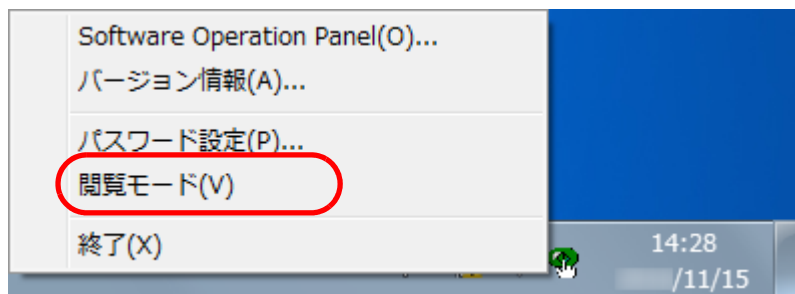 Software Operation Panel(O)...
バージョン情報(A)...
パスワード設定(P)...
閲覧モード(V)
終了(X)
14:28
/11/15